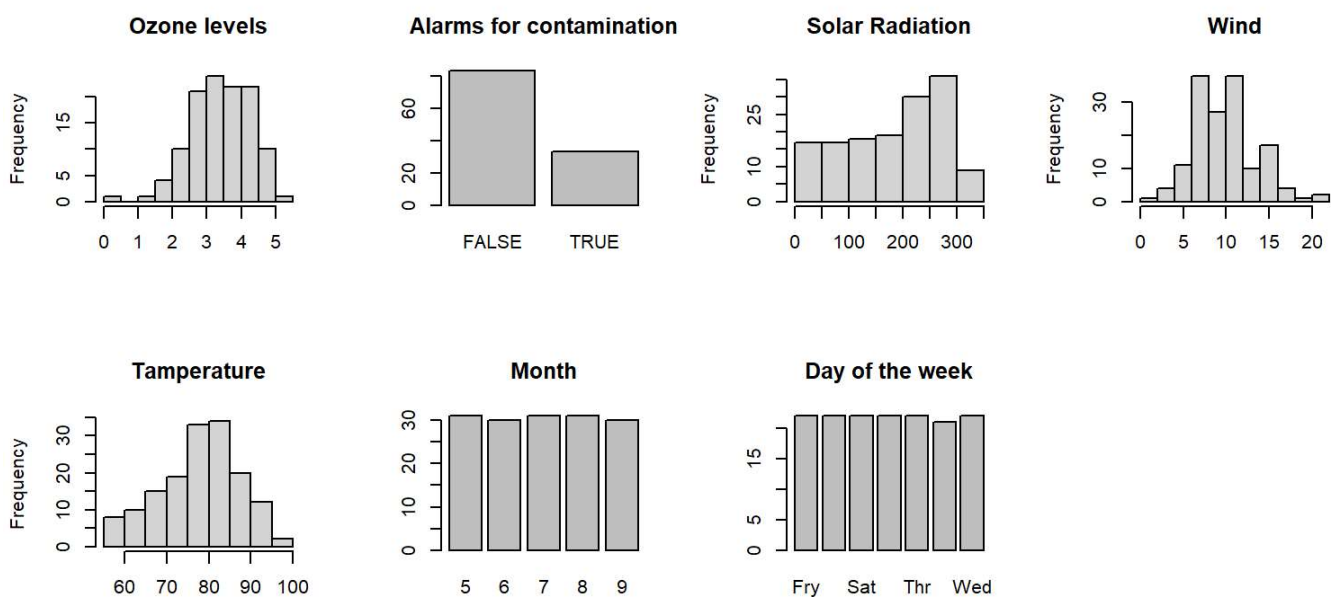 Ozone levels
Frequency
15
5
0
0 1 2 3 4 5
Alarms for contamination
60
20
0
FALSE TRUE
Solar Radiation
Frequency
25
10
0
0 100 200 300
Wind
Frequency
30
10
0
0 5 10 15 20
Tamperature
Frequency
30
20
10
0
60 70 80 90 100
Month
30
20
10
0
5 6 7 8 9
Day of the week
15
5
0
Fry Sat Thr Wed